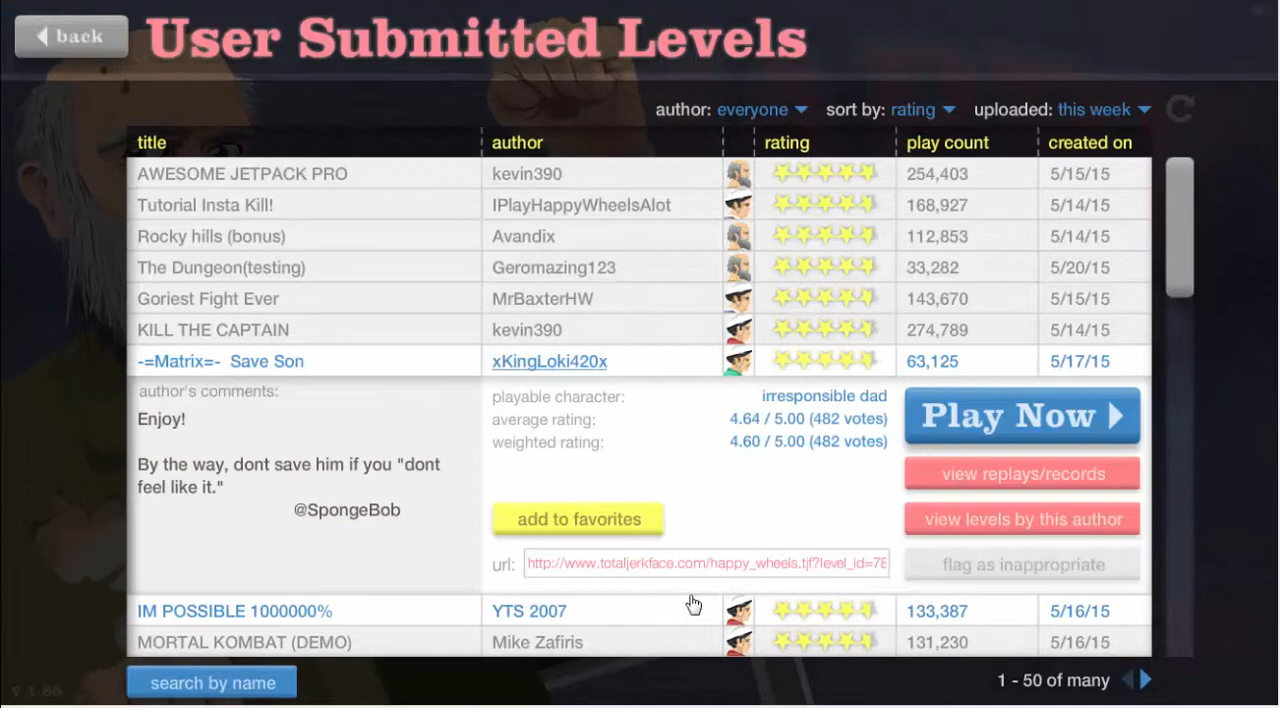 back
User Submitted Levels
author: everyone sort by: rating uploaded: this week
title author rating play count created on
AWESOME JETPACK PRO kevin390 254,403 5/15/15
Tutorial Insta Kill! IPlayHappyWheelsAlot 168,927 5/14/15
Rocky hills (bonus) Avandix 112,853 5/14/15
The Dungeon(testing) Geromazing123 33,282 5/20/15
Goriest Fight Ever MrBaxterHW 143,670 5/15/15
KILL THE CAPTAIN kevin390 274,789 5/14/15
-=Matrix=- Save Son xKingLoki420x 63,125 5/17/15
author's comments:
Enjoy!
By the way, dont save him if you "dont
feel like it."
@SpongeBob
playable character: irresponsible dad
average rating: 4.64 / 5.00 (482 votes)
weighted rating: 4.60 / 5.00 (482 votes)
add to favorites
url: http://www.totaljerkface.com/happy_wheels.tjf?level_id=78
Play Now
view replays/records
view levels by this author
flag as inappropriate
IM POSSIBLE 1000000% YTS 2007 133,387 5/16/15
MORTAL KOMBAT (DEMO) Mike Zafiris 131,230 5/16/15
search by name
1 - 50 of many